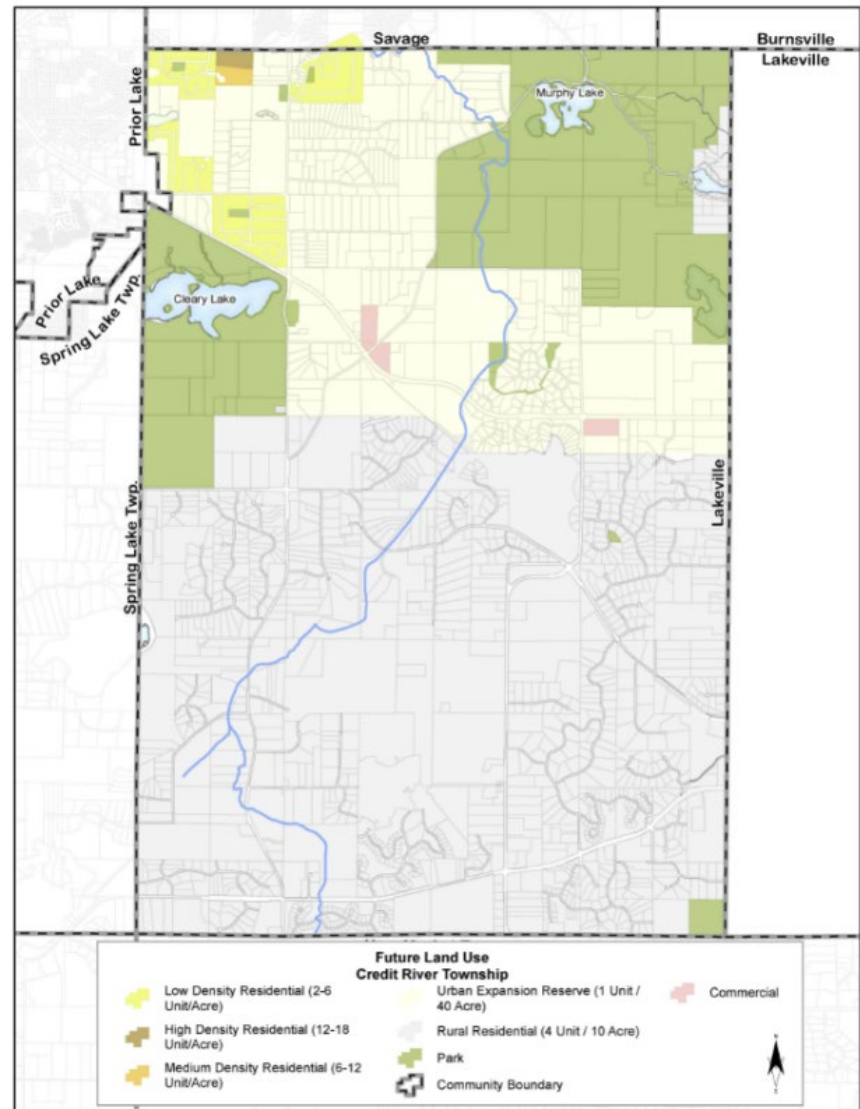 Savage
Burnsville
Lakeville
Prior Lake
Murphy Lake
Prior Lake
Spring Lake Twp.
Cleary Lake
Spring Lake Twp.
Lakeville
Future Land Use
Credit River Township
Low Density Residential (2-6
Unit/Acre)
High Density Residential (12-18
Unit/Acre)
Medium Density Residential (6-12
Unit/Acre)
Urban Expansion Reserve (1 Unit /
40 Acre)
Rural Residential (4 Unit / 10 Acre)
Park
Community Boundary
Commercial
N